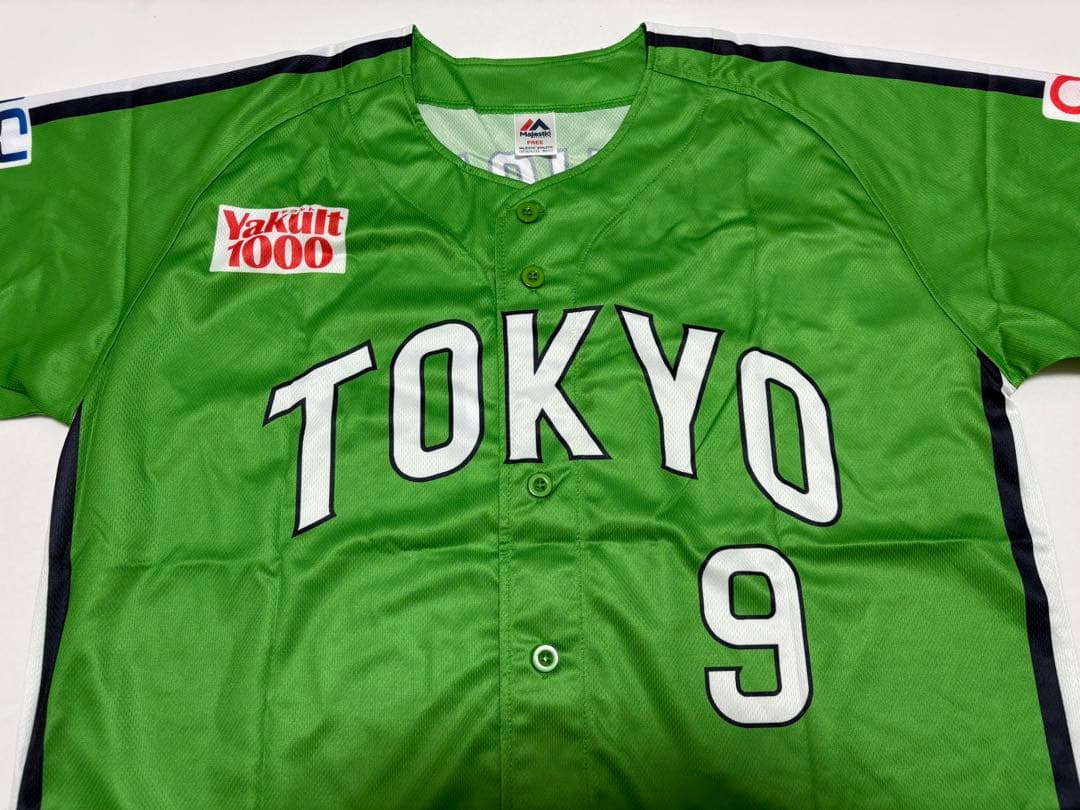 Majestic
FREE
Yakult
1000
TOKYO
9